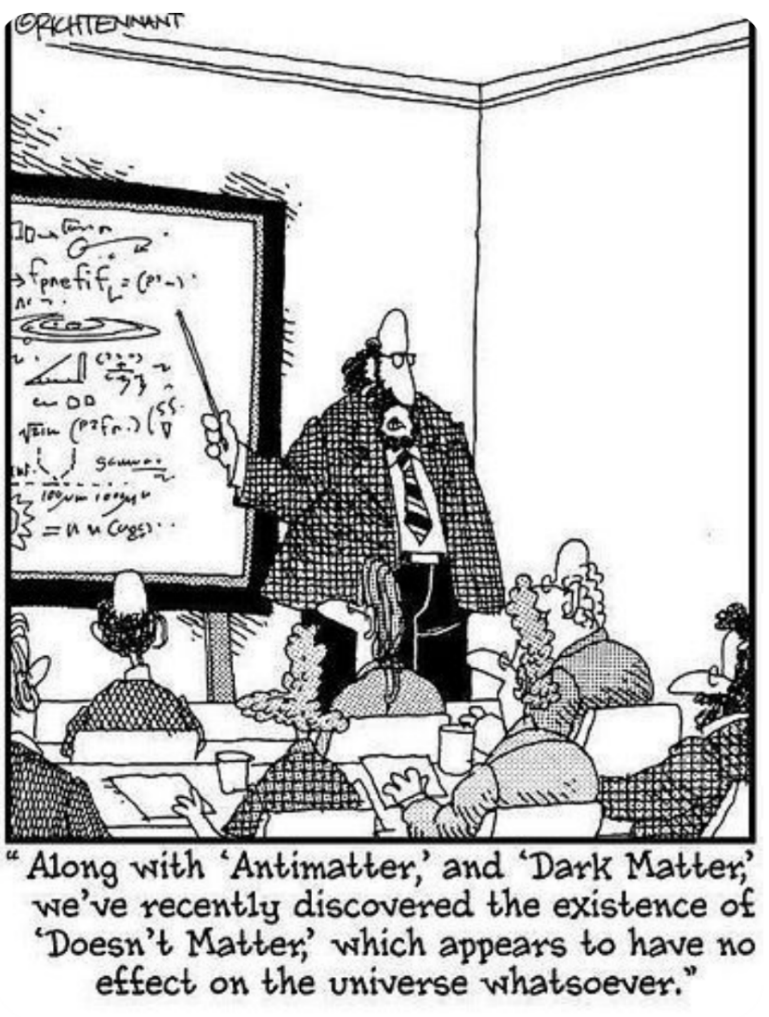 ©RICHTENNANT
“Along with ‘Antimatter,’ and ‘Dark Matter,’
we’ve recently discovered the existence of
‘Doesn’t Matter,’ which appears to have no
effect on the universe whatsoever.”